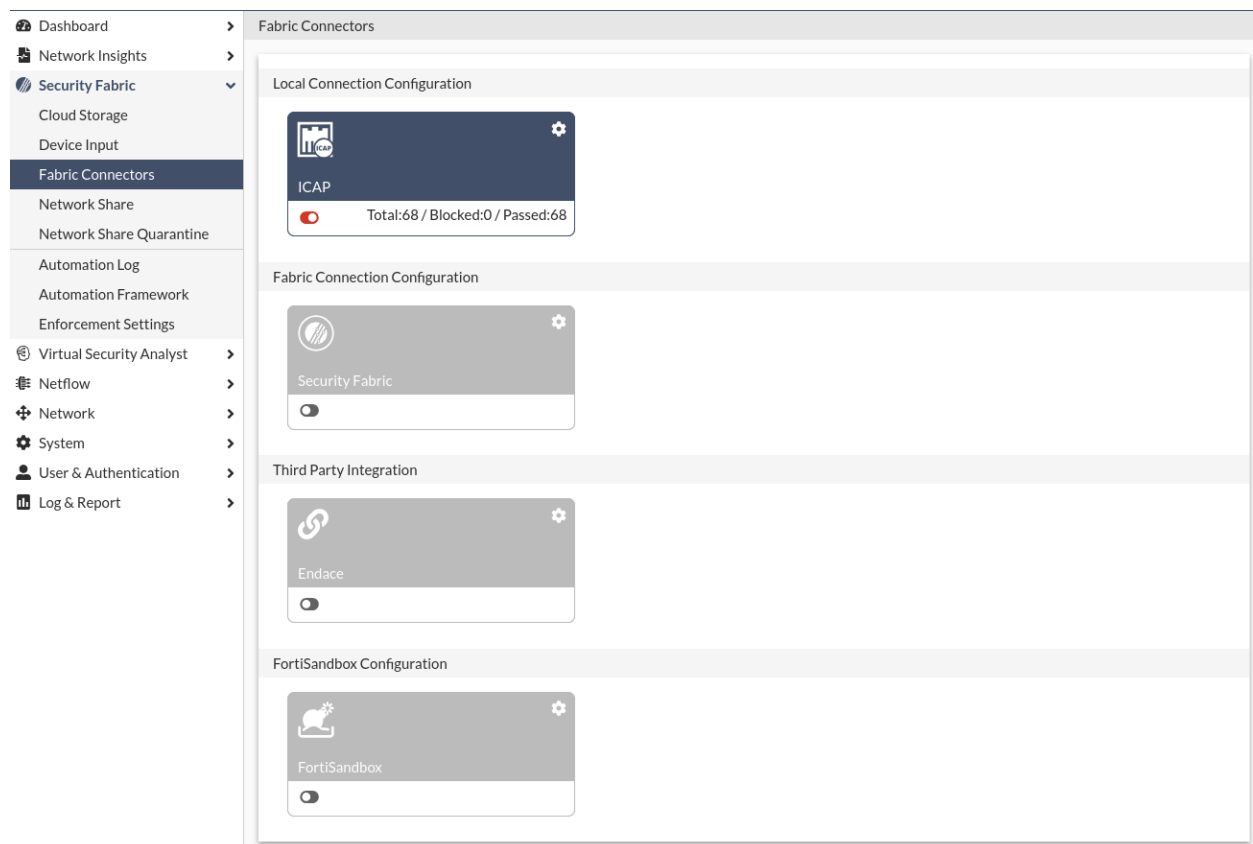 Dashboard
Network Insights
Security Fabric
Cloud Storage
Device Input
Fabric Connectors
Network Share
Network Share Quarantine
Automation Log
Automation Framework
Enforcement Settings
Virtual Security Analyst
Netflow
Network
System
User & Authentication
Log & Report
Fabric Connectors
Local Connection Configuration
ICAP
ICAP
Total:68 / Blocked:0 / Passed:68
Fabric Connection Configuration
Security Fabric
Third Party Integration
Endace
FortiSandbox Configuration
FortiSandbox